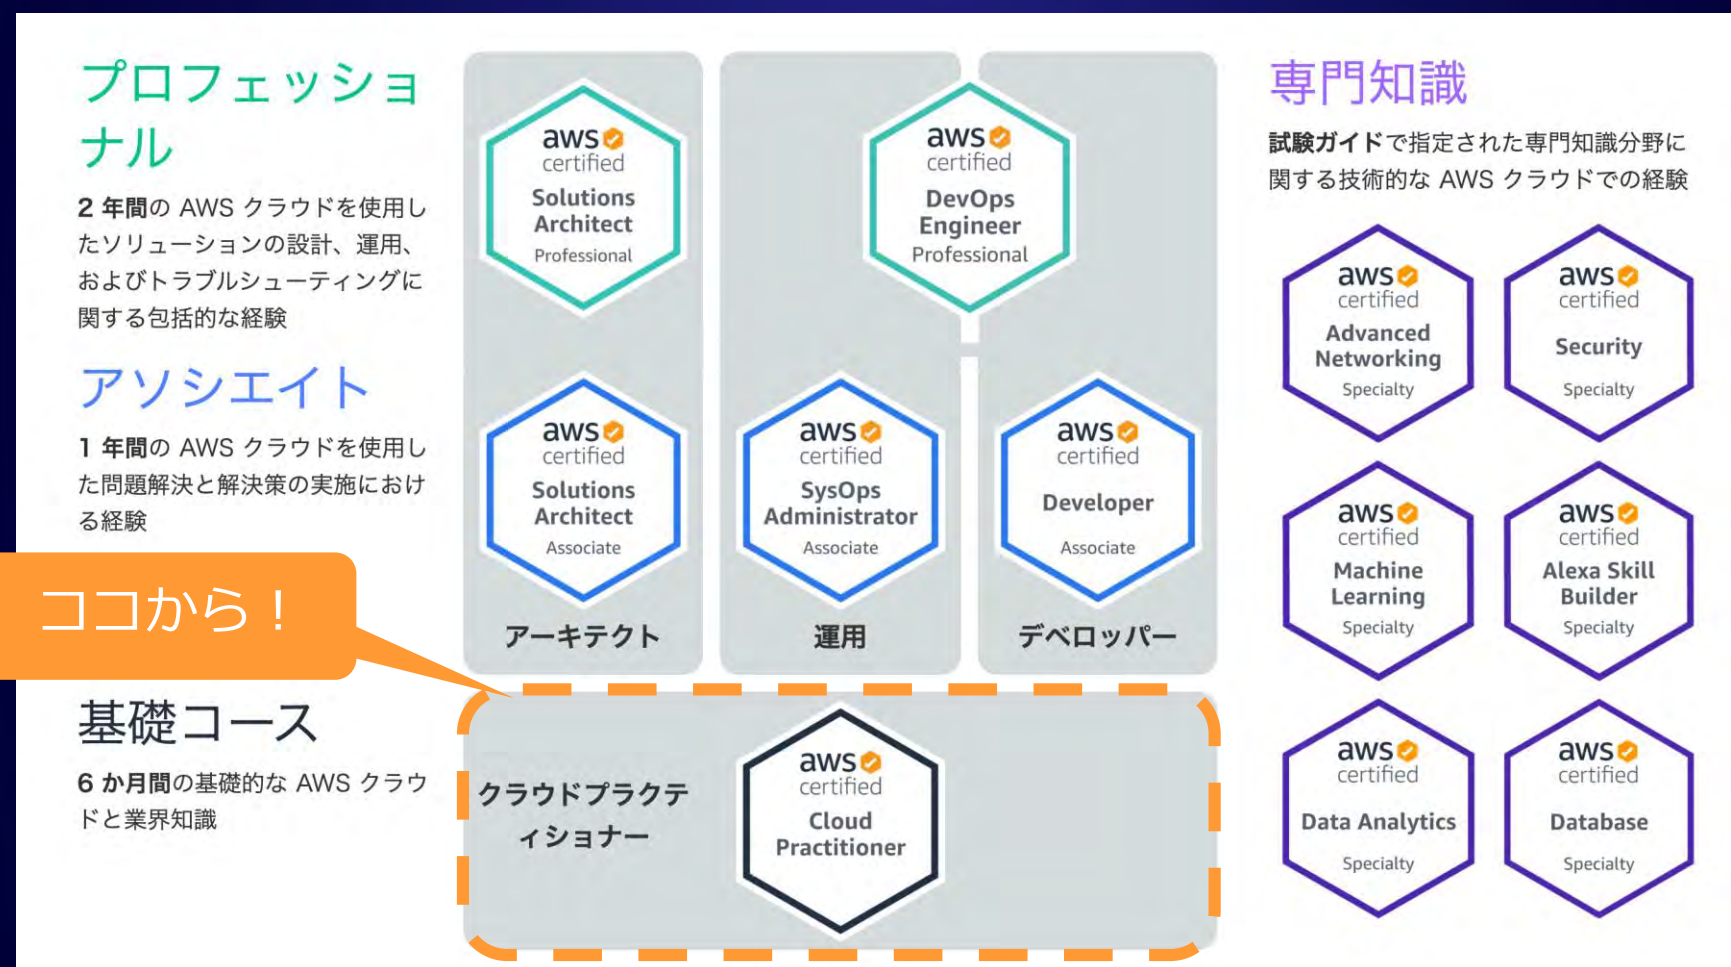 プロフェッショ
ナル
2 年間の AWS クラウドを使用し
たソリューションの設計、運用、
およびトラブルシューティングに
関する包括的な経験
アソシエイト
1 年間の AWS クラウドを使用し
た問題解決と解決策の実施におけ
る経験
ココから！
基礎コース
6 か月間の基礎的な AWS クラウ
ドと業界知識
aws
certified
Solutions
Architect
Professional
aws
certified
DevOps
Engineer
Professional
aws
certified
Solutions
Architect
Associate
アーキテクト
aws
certified
SysOps
Administrator
Associate
運用
aws
certified
Developer
Associate
デベロッパー
クラウドプラクテ
ィショナー
aws
certified
Cloud
Practitioner
専門知識
試験ガイドで指定された専門知識分野に
関する技術的な AWS クラウドでの経験
aws
certified
Advanced
Networking
Specialty
aws
certified
Security
Specialty
aws
certified
Machine
Learning
Specialty
aws
certified
Alexa Skill
Builder
Specialty
aws
certified
Data Analytics
Specialty
aws
certified
Database
Specialty